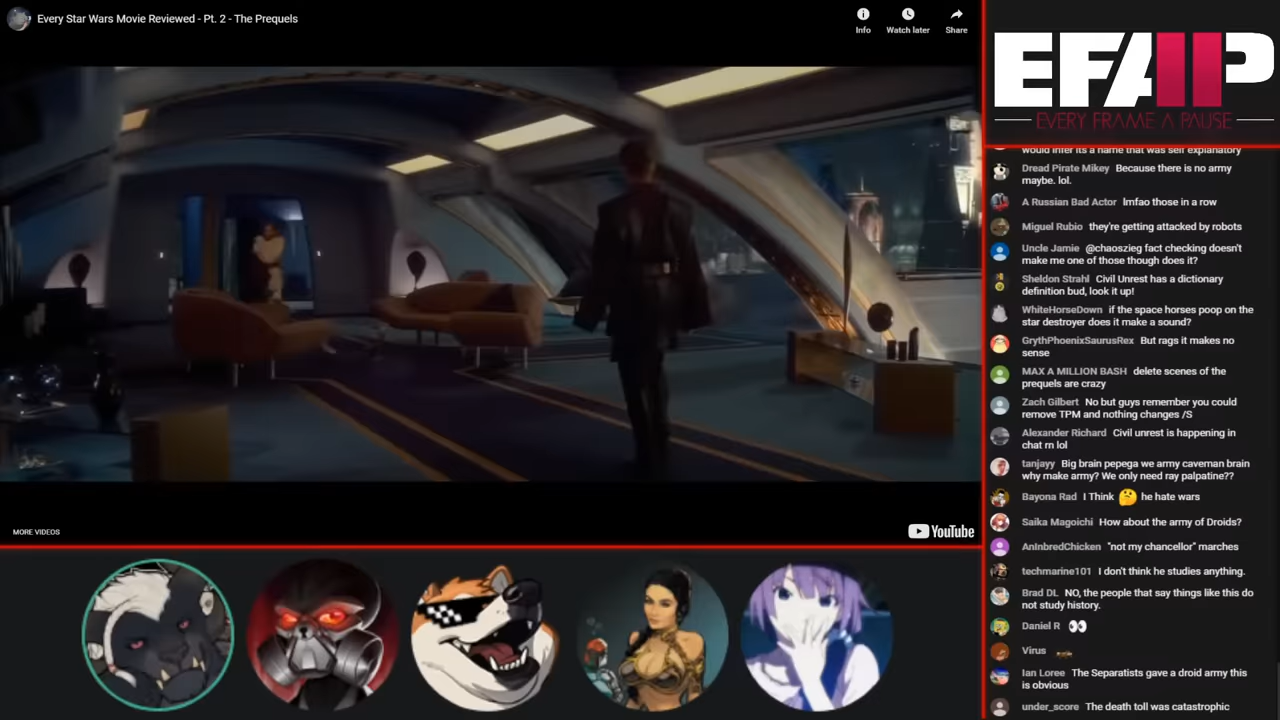 Every Star Wars Movie Reviewed - Pt. 2 - The Prequels
Info
Watch later
Share
MORE VIDEOS
YouTube
EFAP
EVERY FRAME A PAUSE
would infer its a name that was self explanatory
Dread Pirate Mikey Because there is no army
maybe. lol.
A Russian Bad Actor lmfao those in a row
Miguel Rubio they're getting attacked by robots
Uncle Jamie @chaoszieg fact checking doesn't
make me one of those though does it?
Sheldon Strahl Civil Unrest has a dictionary
definition bud, look it up!
WhiteHorseDown if the space horses poop on the
star destroyer does it make a sound?
GrythPhoenixSaurusRex But rags it makes no
sense
MAX A MILLION BASH delete scenes of the
prequels are crazy
Zach Gilbert No but guys remember you could
remove TPM and nothing changes /S
Alexander Richard Civil unrest is happening in
chat rn lol
tanjayy Big brain pepega we army caveman brain
why make army? We only need ray palpatine??
Bayona Rad I Think 🤔 he hate wars
Saika Magoichi How about the army of Droids?
AnInbredChicken "not my chancellor" marches
techmarine101 I don't think he studies anything.
Brad DL NO, the people that say things like this do
not study history.
Daniel R 👀
Virus
Ian Loree The Separatists gave a droid army this
is obvious
under_score The death toll was catastrophic